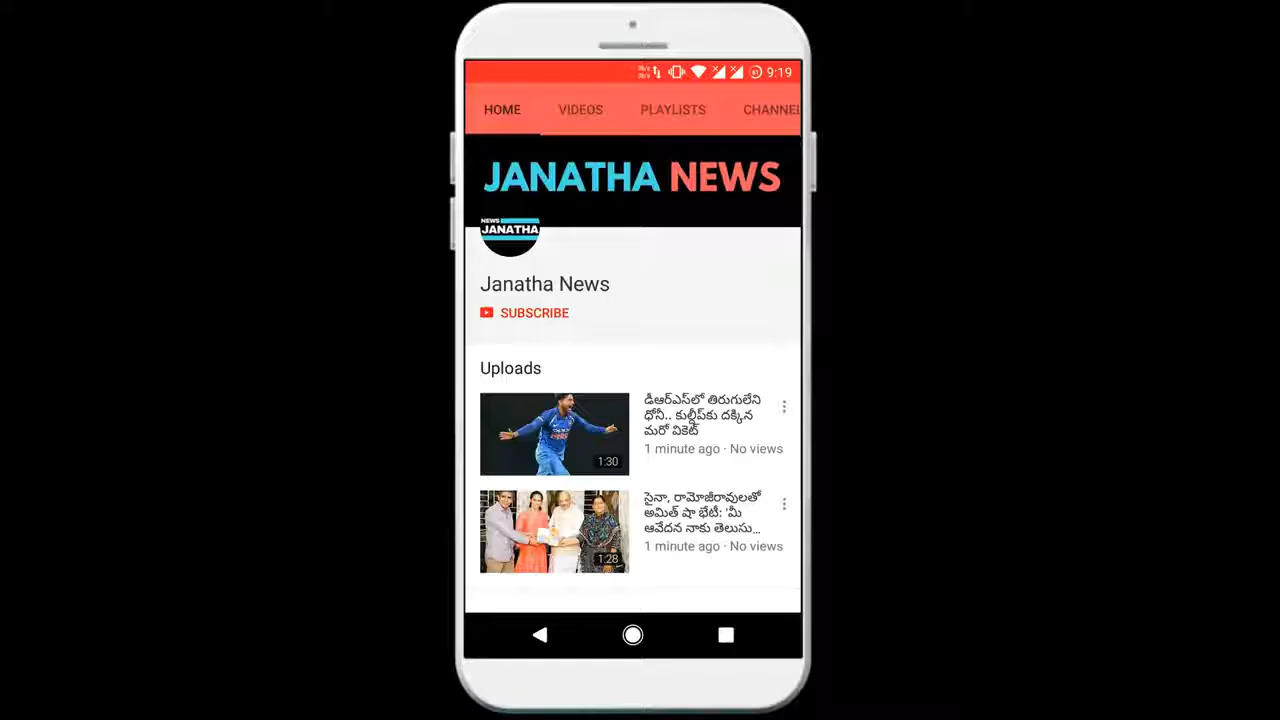 9:19
HOME VIDEOS PLAYLISTS CHANNEL
JANATHA NEWS
NEWS
JANATHA
Janatha News
SUBSCRIBE
Uploads
డీఆర్ఎస్‌లో తిరుగులేని
ధోనీ.. కుల్దీప్‌కు దక్కిన
మరో వికెట్
1 minute ago · No views
1:30
సైనా, రామోజీరావులతో
అమిత్ షా భేటీ: 'మీ
ఆవేదన నాకు తెలుసు...
1 minute ago · No views
1:28